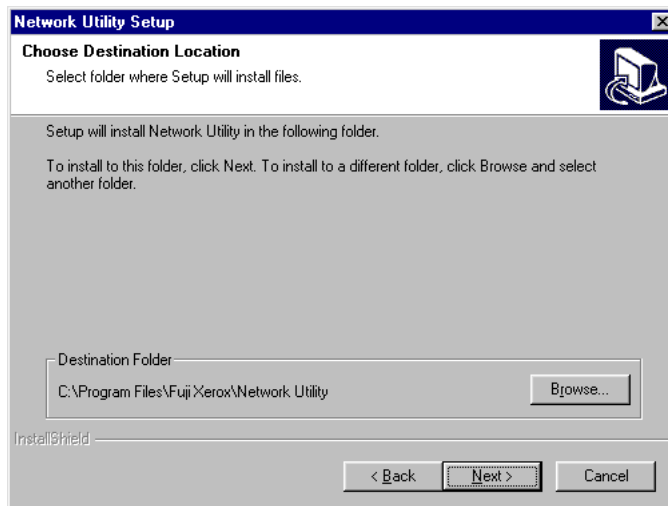 Network Utility Setup
Choose Destination Location
Select folder where Setup will install files.
Setup will install Network Utility in the following folder.
To install to this folder, click Next. To install to a different folder, click Browse and select
another folder.
Destination Folder
C:\Program Files\Fuji Xerox\Network Utility
Browse...
InstallShield
< Back
Next >
Cancel